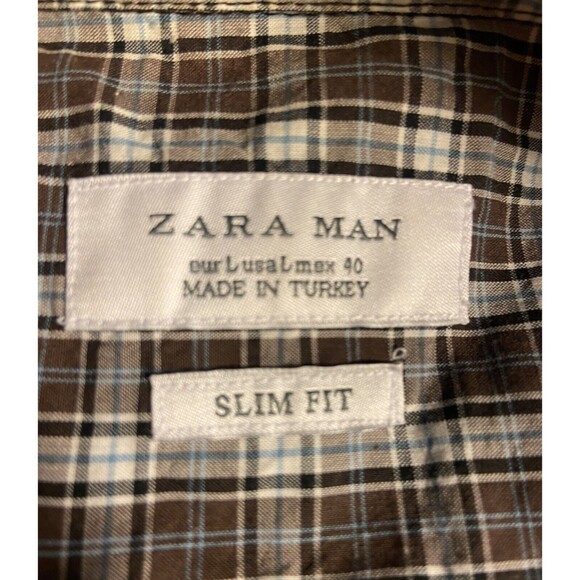 ZARA MAN
eur L usa L mex 40
MADE IN TURKEY
SLIM FIT